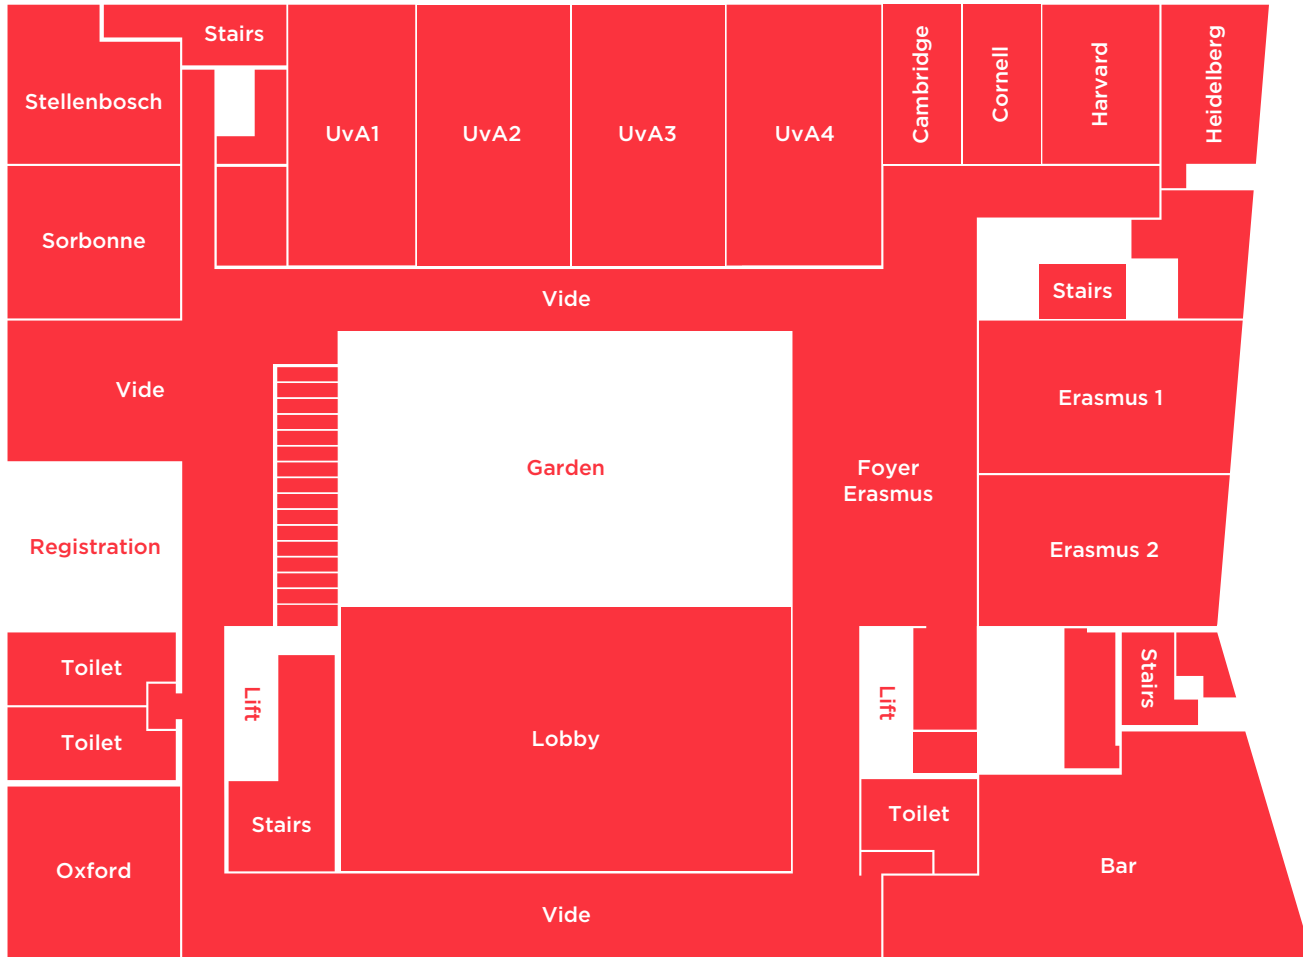 Stairs
Stellenbosch
UvA1
UvA2
UvA3
UvA4
Cambridge
Cornell
Harvard
Heidelberg
Sorbonne
Vide
Stairs
Vide
Erasmus 1
Garden
Foyer
Erasmus
Registration
Erasmus 2
Toilet
Lift
Lift
Stairs
Toilet
Lobby
Stairs
Toilet
Oxford
Bar
Vide